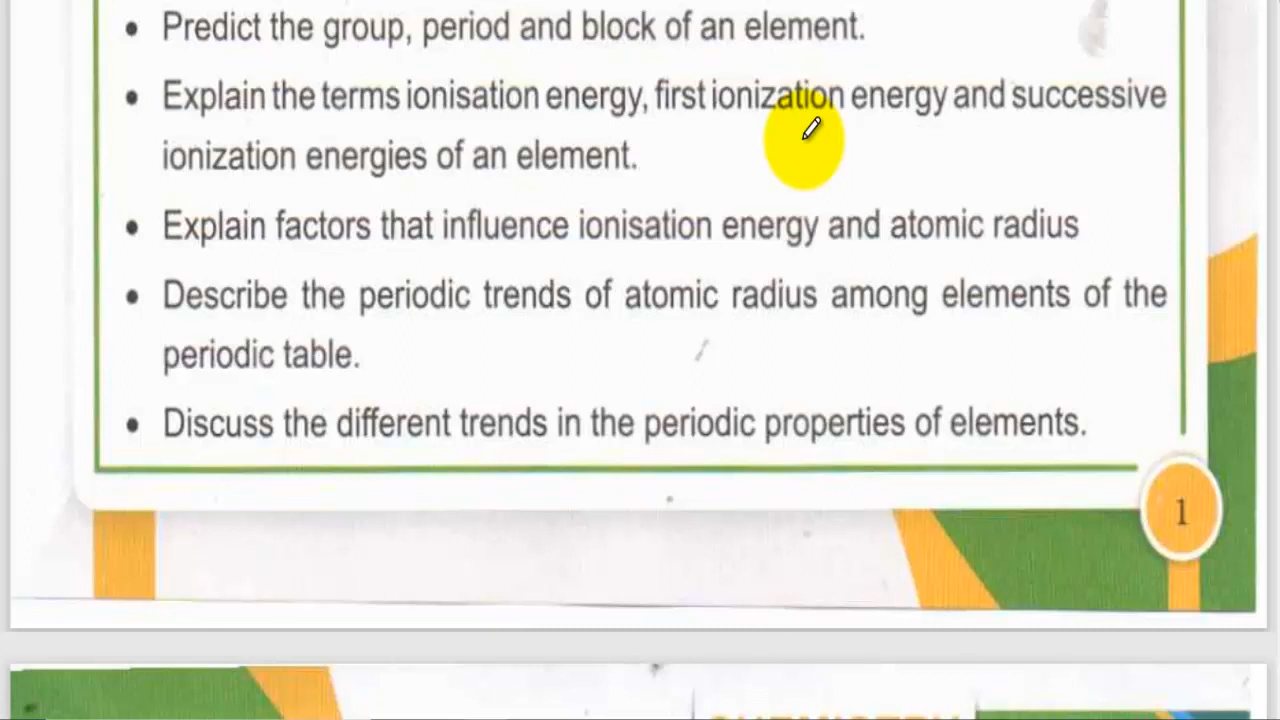 • Predict the group, period and block of an element.
• Explain the terms ionisation energy, first ionization energy and successive
ionization energies of an element.
• Explain factors that influence ionisation energy and atomic radius
• Describe the periodic trends of atomic radius among elements of the
periodic table.
• Discuss the different trends in the periodic properties of elements.
1